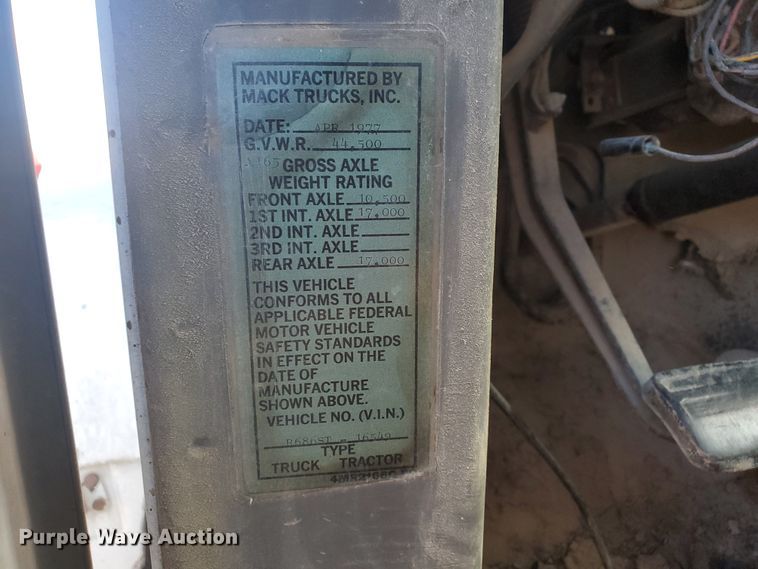 MANUFACTURED BY
MACK TRUCKS, INC.
DATE: APR 1977
G.V.W.R. 44,500
A165 GROSS AXLE
WEIGHT RATING
FRONT AXLE 10,500
1ST INT. AXLE 17,000
2ND INT. AXLE
3RD INT. AXLE
REAR AXLE 17,000
THIS VEHICLE
CONFORMS TO ALL
APPLICABLE FEDERAL
MOTOR VEHICLE
SAFETY STANDARDS
IN EFFECT ON THE
DATE OF
MANUFACTURE
SHOWN ABOVE.
VEHICLE NO. (V.I.N.)
R686ST - 16549
TYPE
TRUCK TRACTOR
Purple Wave Auction